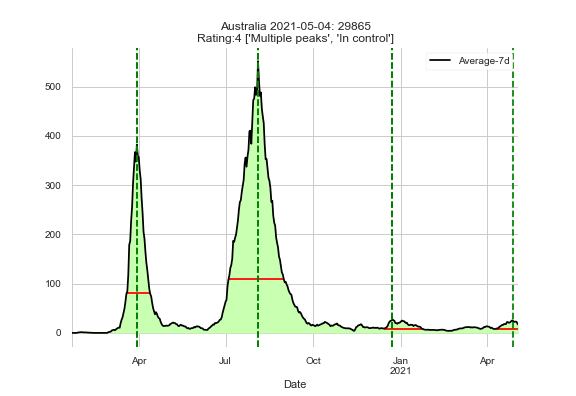 Australia 2021-05-04: 29865
Rating:4 ['Multiple peaks', 'In control']
Average-7d
500
400
300
200
100
0
Apr
Jul
Oct
Jan
2021
Apr
Date